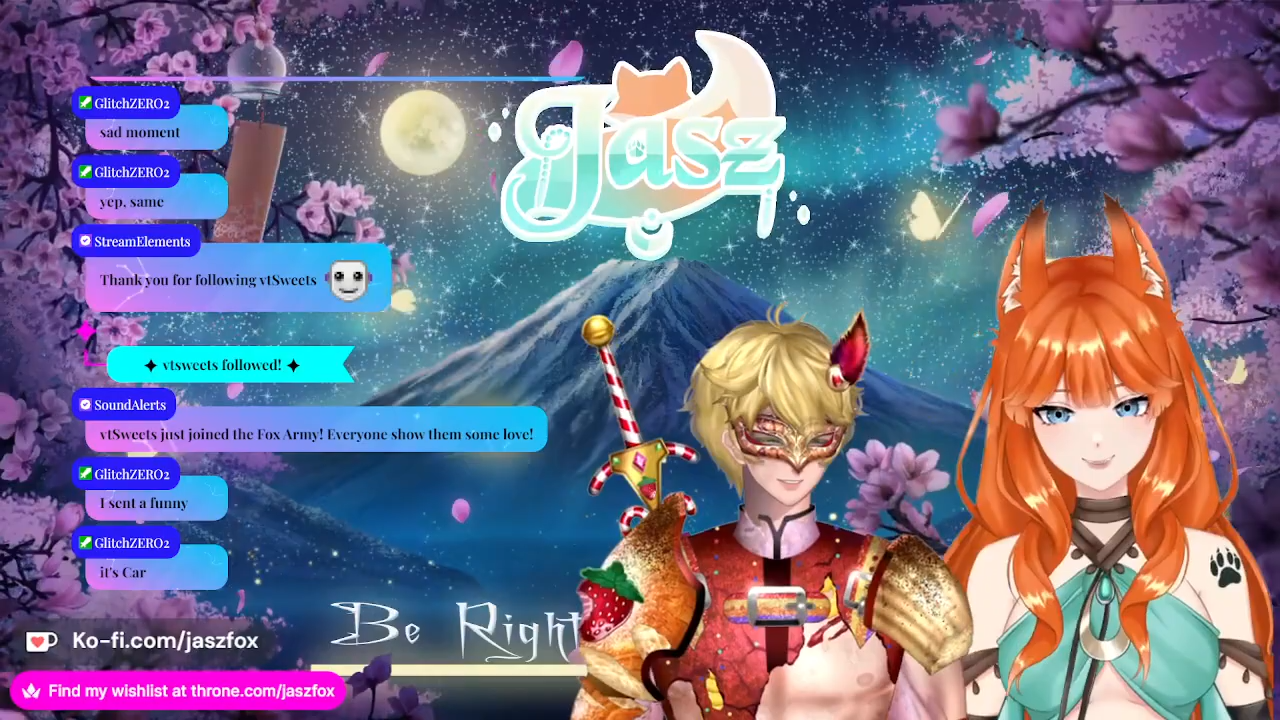 Jasz
GlitchZERO2
sad moment
GlitchZERO2
yep, same
StreamElements
Thank you for following vtSweets
vtsweets followed!
SoundAlerts
vtSweets just joined the Fox Army! Everyone show them some love!
GlitchZERO2
I sent a funny
GlitchZERO2
it's Car
Be Right
Ko-fi.com/jaszfox
Find my wishlist at throne.com/jaszfox